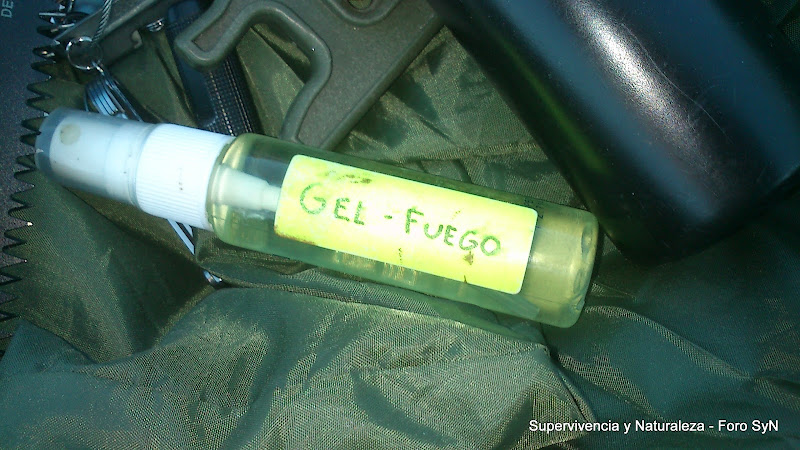 GEL - FUEGO
Supervivencia y Naturaleza - Foro SyN